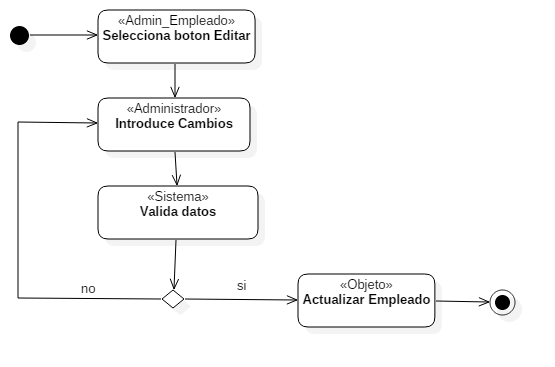 «Admin_Empleado»
Selecciona boton Editar
«Administrador»
Introduce Cambios
«Sistema»
Valida datos
no
si
«Objeto»
Actualizar Empleado